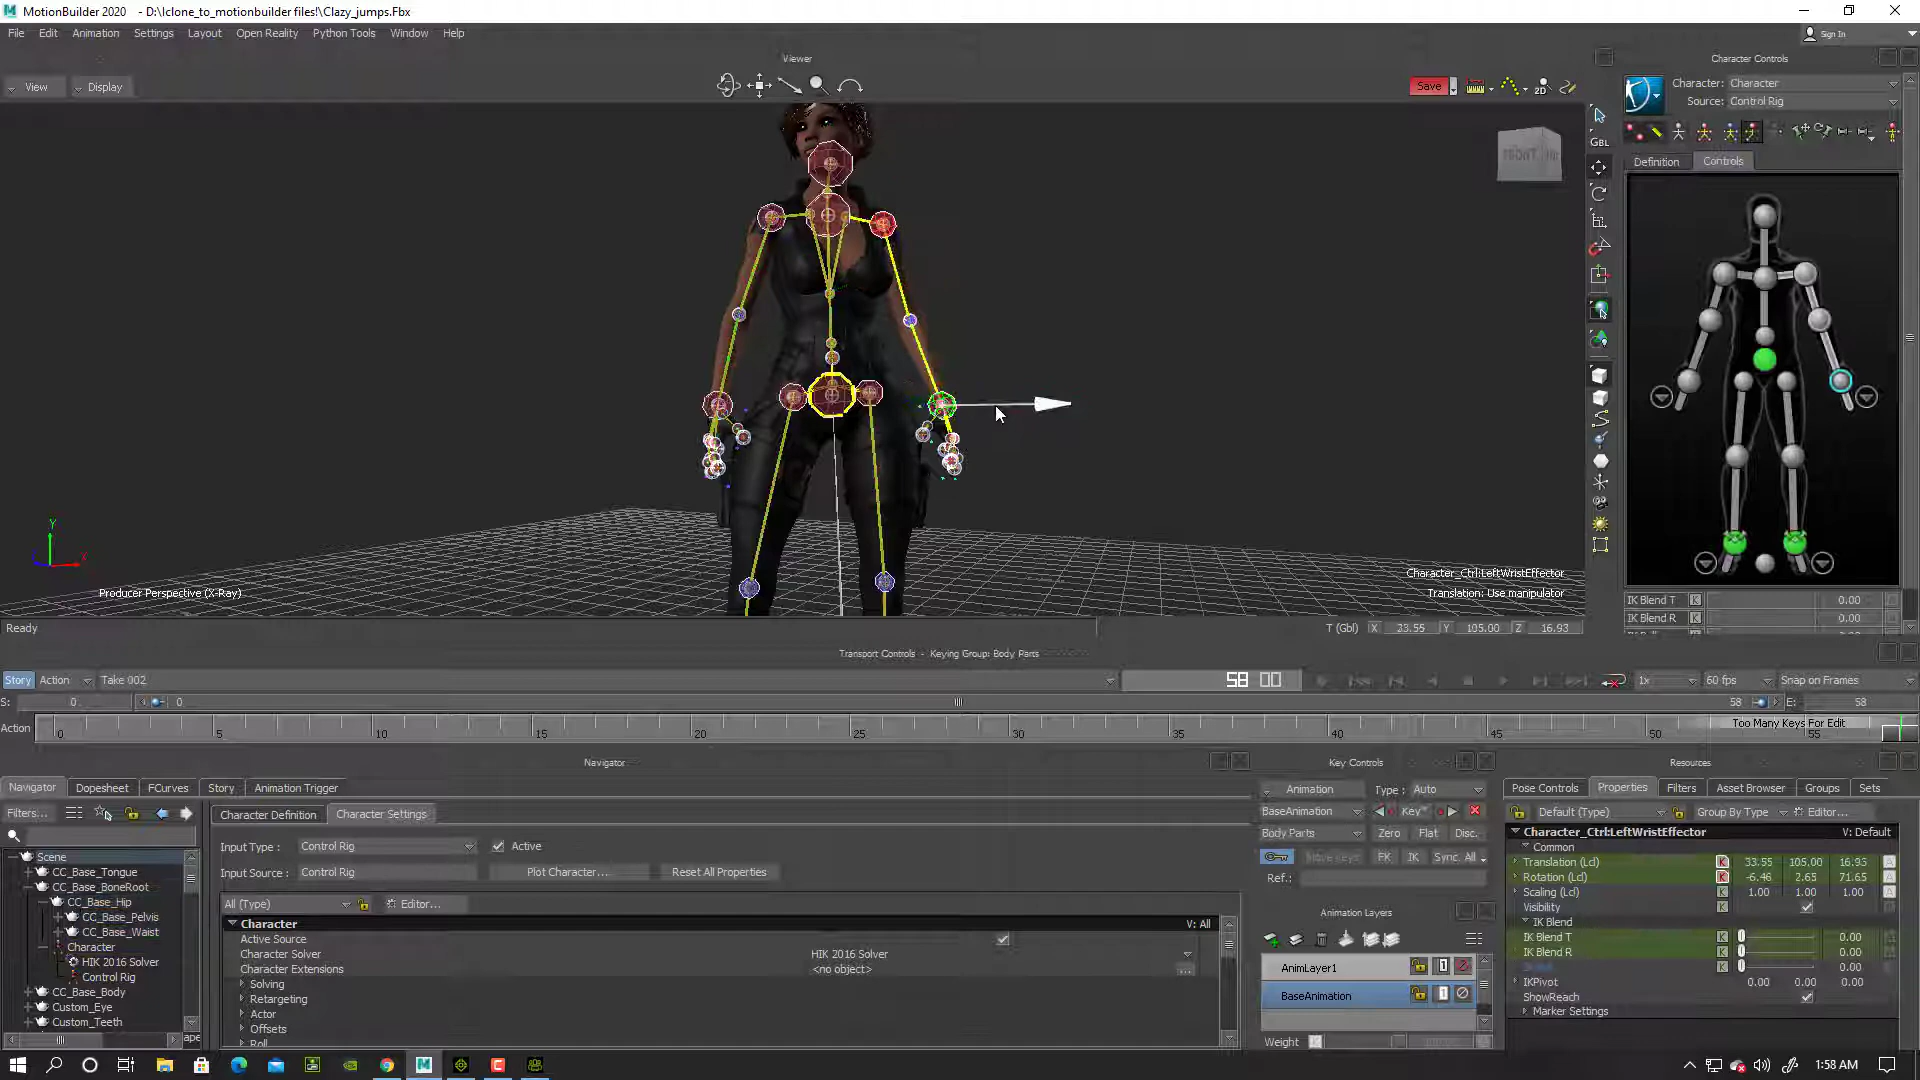 MotionBuilder 2020   - D:\Iclone_to_motionbuilder files!\Clazy_jumps.Fbx
File Edit Animation Settings Layout Open Reality Python Tools Window Help
Sign In
Viewer
Character Controls
View Display
Save
2D
Character: Character
Source: Control Rig
GBL
Definition Controls
FRONT
Y
X
Producer Perspective (X-Ray)
Character_Ctrl:LeftWristEffector
Translation: Use manipulator
IK Blend T K 0.00
IK Blend R K 0.00
Ready
T (Gbl) X 23.55 Y 105.00 Z 16.93
Transport Controls - Keying Group: Body Parts
Story Action Take 002
58 00
1x 60 fps Snap on Frames
S: 0 0 58 E: 58
Action 0 5 10 15 20 25 30 35 40 45 50 55
Too Many Keys For Edit
Navigator
Key Controls
Resources
Navigator Dopesheet FCurves Story Animation Trigger
Filters...
Scene
CC_Base_Tongue
CC_Base_BoneRoot
CC_Base_Hip
CC_Base_Pelvis
CC_Base_Waist
Character
HIK 2016 Solver
Control Rig
CC_Base_Body
Custom_Eye
Custom_Teeth
Character Definition Character Settings
Input Type : Control Rig Active
Input Source : Control Rig Plot Character... Reset All Properties
All (Type) Editor...
Character V: All
Active Source
Character Solver HIK 2016 Solver
Character Extensions <no object> ...
Solving
Retargeting
Actor
Offsets
Roll
Animation Type : Auto
BaseAnimation Key
Body Parts Zero Flat Disc.
FK IK Sync. All
Ref.:
Animation Layers
AnimLayer1 1
BaseAnimation 1
Weight
Pose Controls Properties Filters Asset Browser Groups Sets
Default (Type) Group By Type Editor...
Character_Ctrl:LeftWristEffector V: Default
Common
Translation (Lcl) K 33.55 105.00 16.93 A
Rotation (Lcl) K -6.46 2.65 71.65 A
Scaling (Lcl) K 1.00 1.00 1.00 A
Visibility K
IK Blend
IK Blend T K 0.00
IK Blend R K 0.00
K 0.00
IKPivot 0.00 0.00 0.00
ShowReach
Marker Settings
1:58 AM